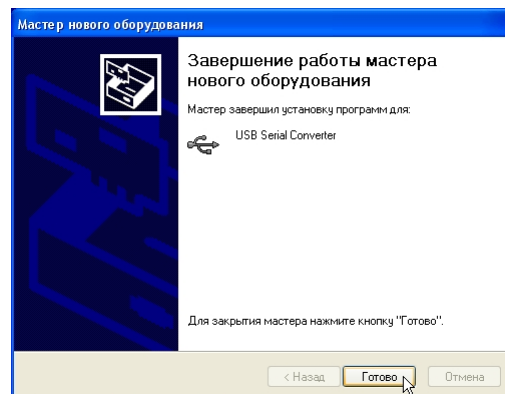 Мастер нового оборудования
Завершение работы мастера
нового оборудования
Мастер завершил установку программ для:
USB Serial Converter
Для закрытия мастера нажмите кнопку "Готово".
< Назад
Готово
Отмена